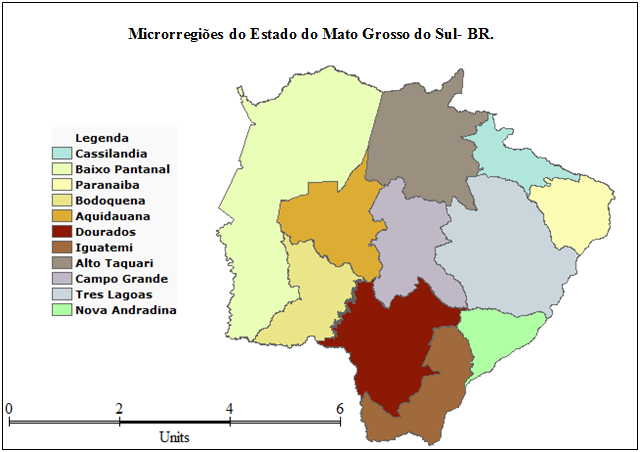 Microrregiões do Estado do Mato Grosso do Sul- BR.
Legenda
Cassilandia
Baixo Pantanal
Paranaiba
Bodoquena
Aquidauana
Dourados
Iguatemi
Alto Taquari
Campo Grande
Tres Lagoas
Nova Andradina
0 2 4 6
Units